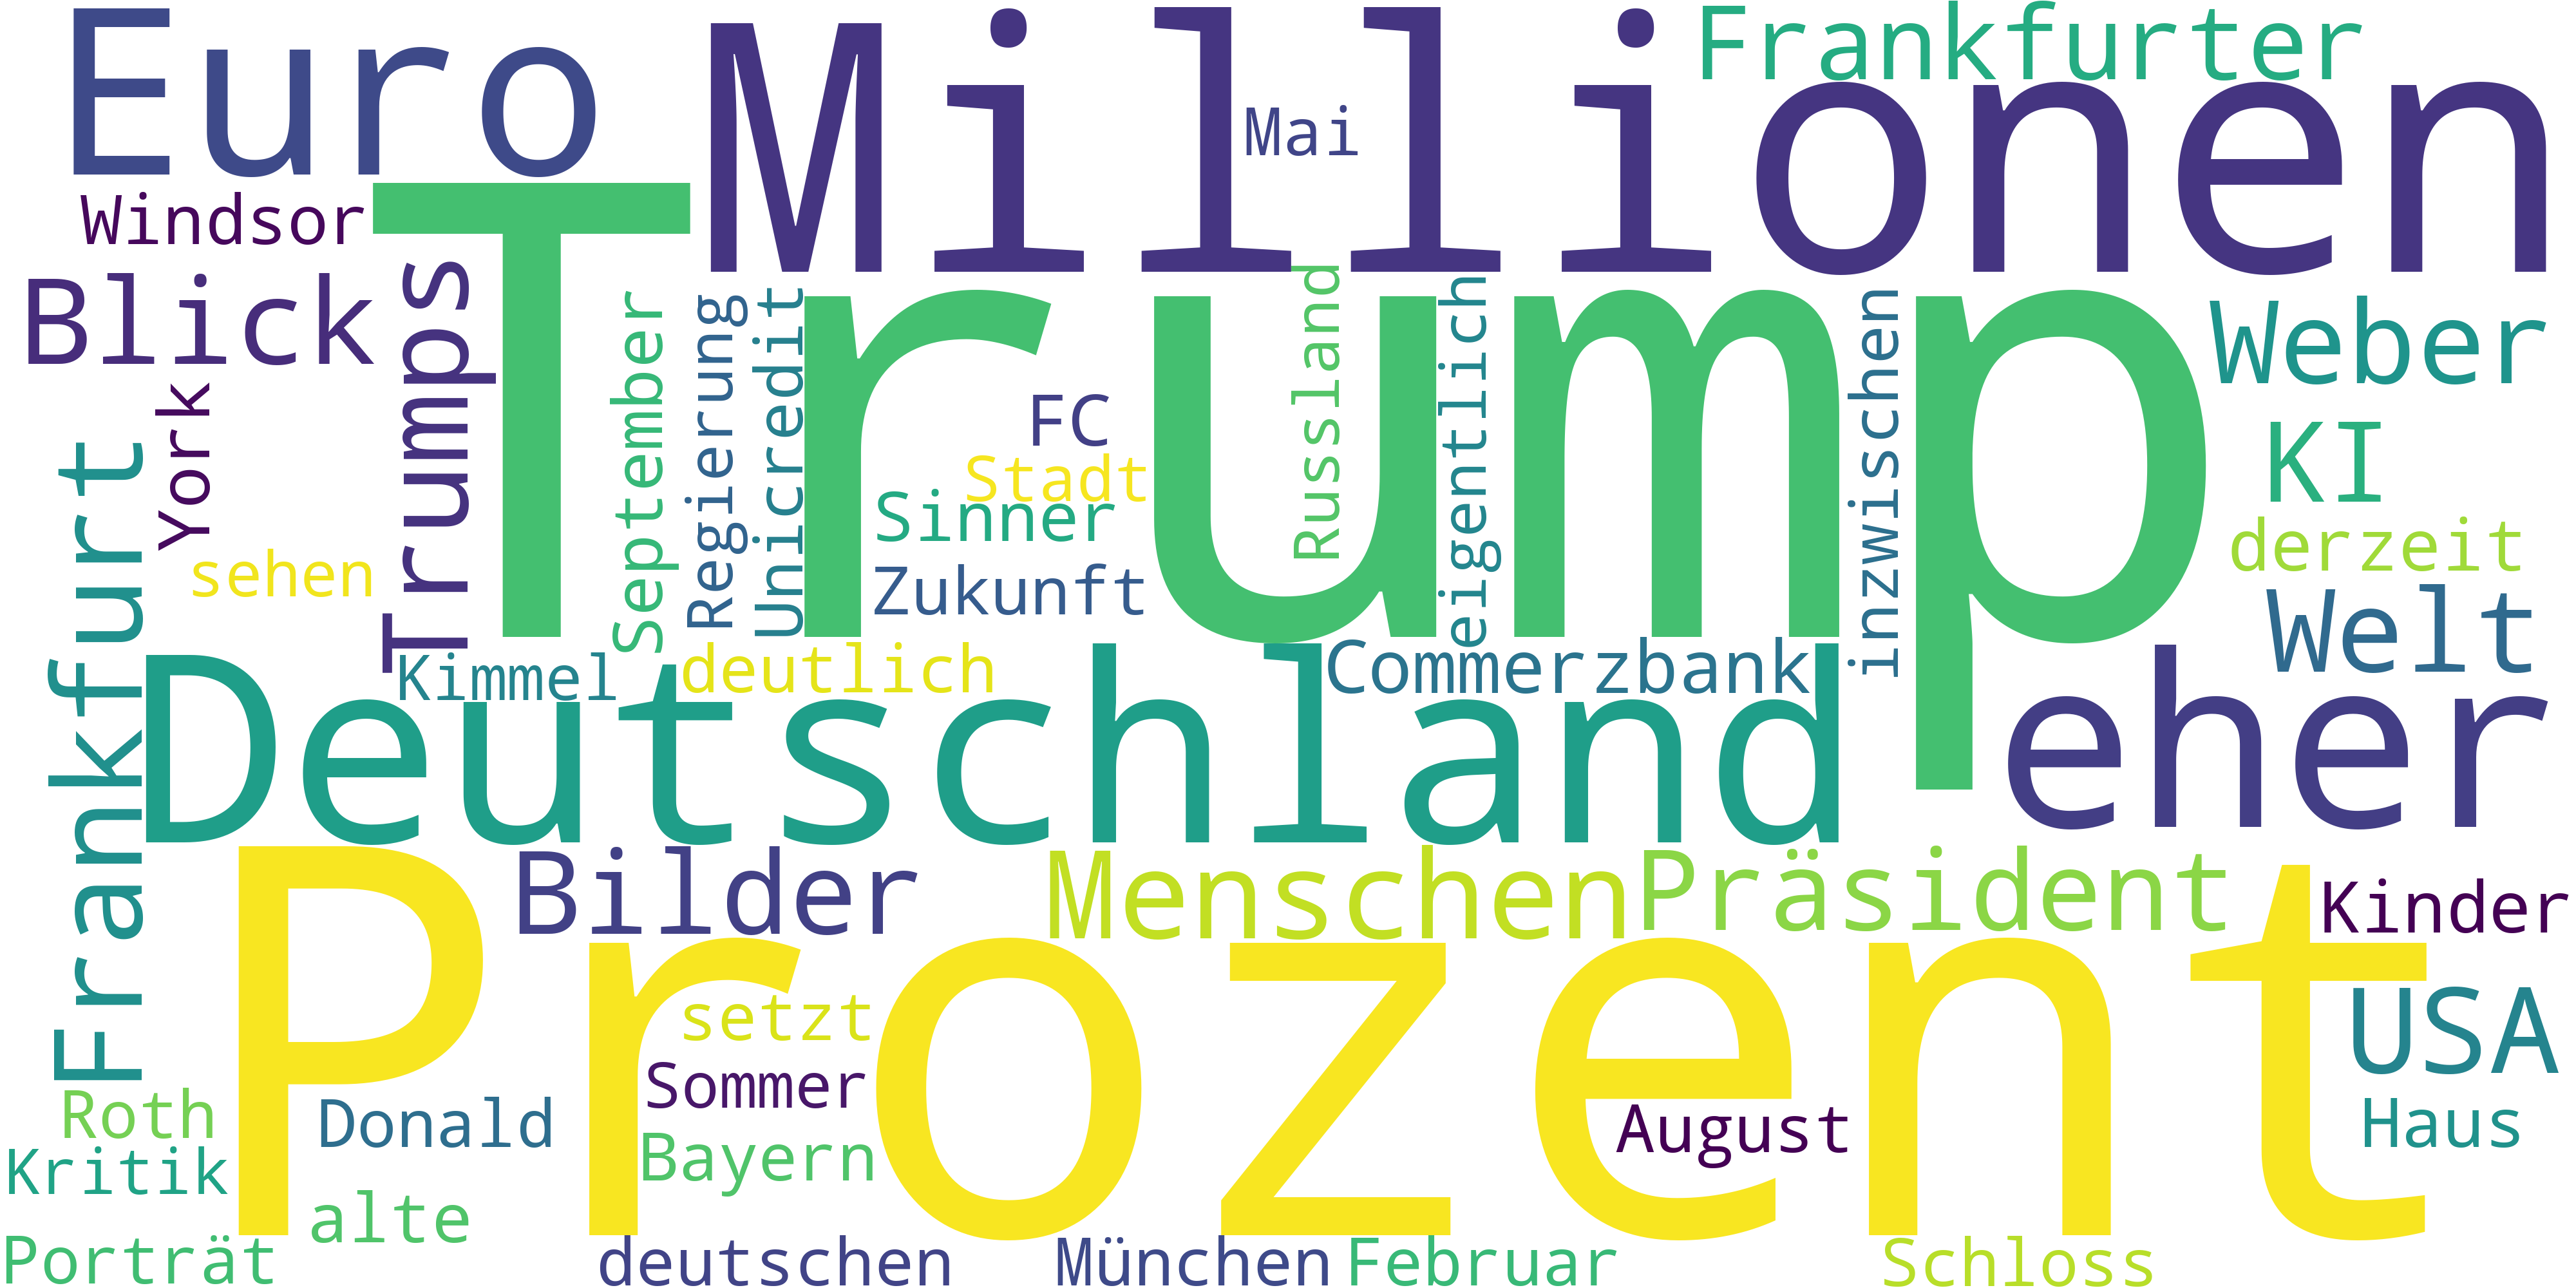 Euro
Millionen
Frankfurter
Mai
Windsor
Trump
Blick
Trumps
September
Regierung
Unicredit
Russland
eigentlich
inzwischen
Weber
York
FC
KI
Stadt
Sinner
derzeit
sehen
Zukunft
Welt
Frankfurt
Kimmel
deutlich
Commerzbank
Deutschland
eher
Bilder
Menschen
Präsident
Kinder
Prozent
setzt
USA
Sommer
Roth
Donald
August
Haus
Kritik
Bayern
alte
Porträt
deutschen
München
Februar
Schloss